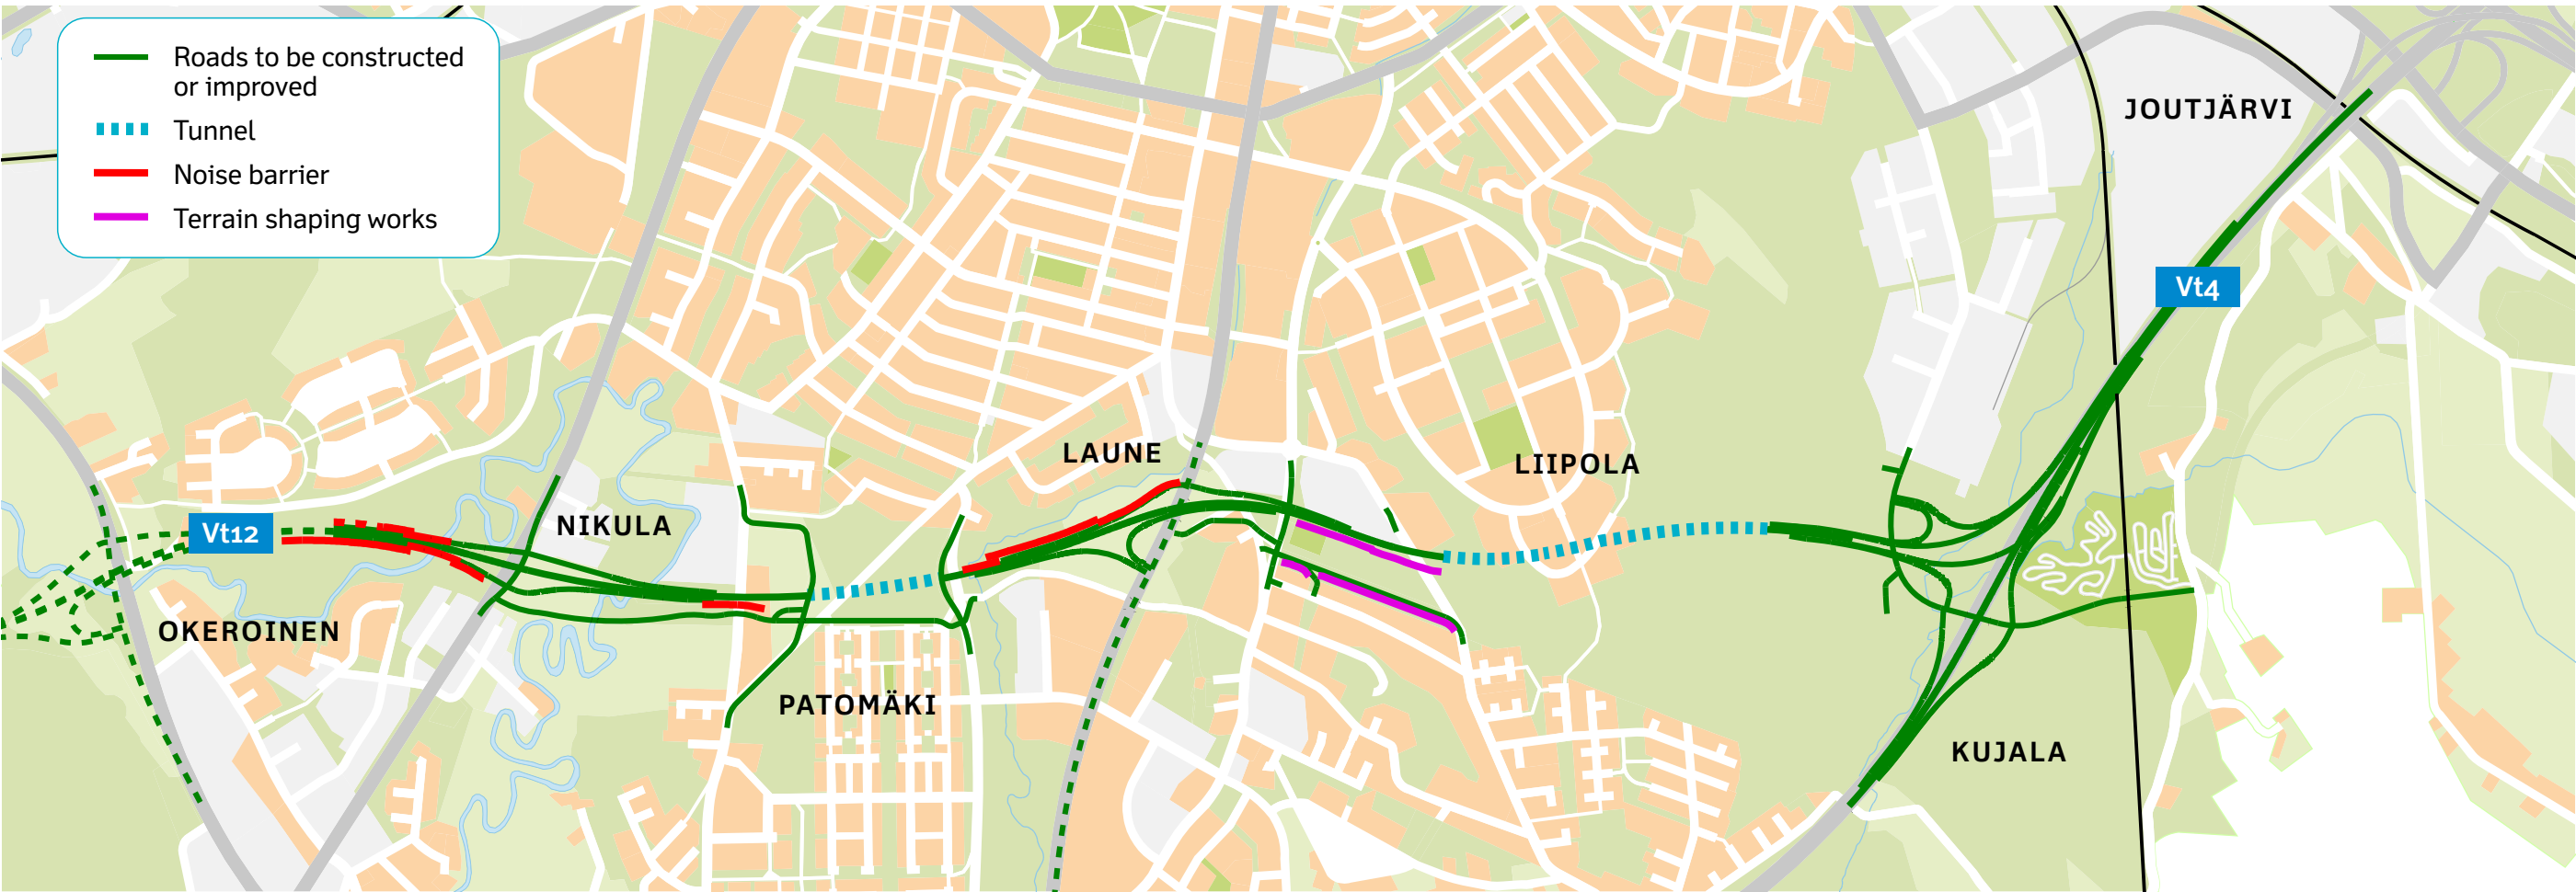 Roads to be constructed
or improved
Tunnel
Noise barrier
Terrain shaping works
JOUTJÄRVI
Vt4
LAUNE
LIIPOLA
NIKULA
Vt12
OKEROINEN
PATOMÄKI
KUJALA